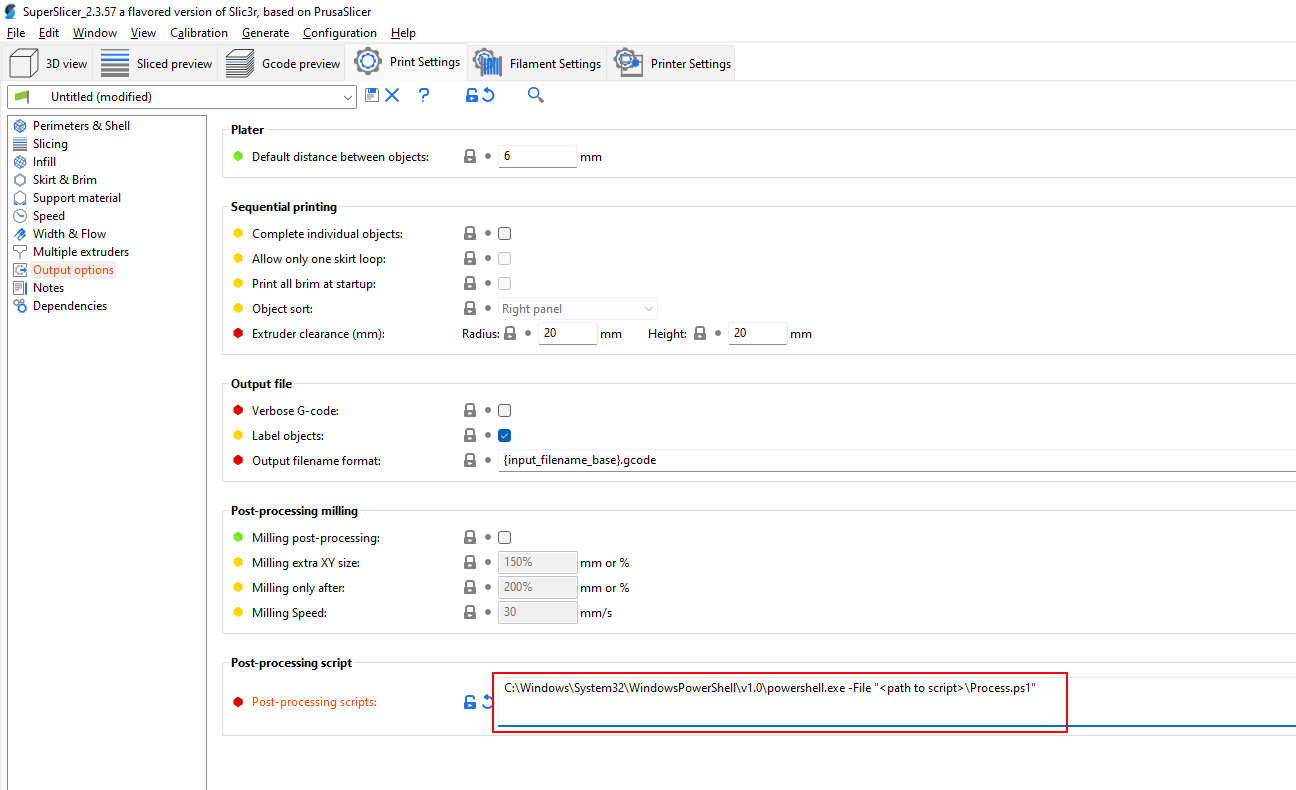 SuperSlicer_2.3.57 a flavored version of Slic3r, based on PrusaSlicer
File Edit Window View Calibration Generate Configuration Help
3D view Sliced preview Gcode preview Print Settings Filament Settings Printer Settings
Untitled (modified) ?
Perimeters & Shell
Slicing
Infill
Skirt & Brim
Support material
Speed
Width & Flow
Multiple extruders
Output options
Notes
Dependencies
Plater
Default distance between objects: 6 mm
Sequential printing
Complete individual objects:
Allow only one skirt loop:
Print all brim at startup:
Object sort: Right panel
Extruder clearance (mm): Radius: 20 mm Height: 20 mm
Output file
Verbose G-code:
Label objects:
Output filename format: {input_filename_base}.gcode
Post-processing milling
Milling post-processing:
Milling extra XY size: 150% mm or %
Milling only after: 200% mm or %
Milling Speed: 30 mm/s
Post-processing script
Post-processing scripts: C:\Windows\System32\WindowsPowerShell\v1.0\powershell.exe -File "<path to script>\Process.ps1"